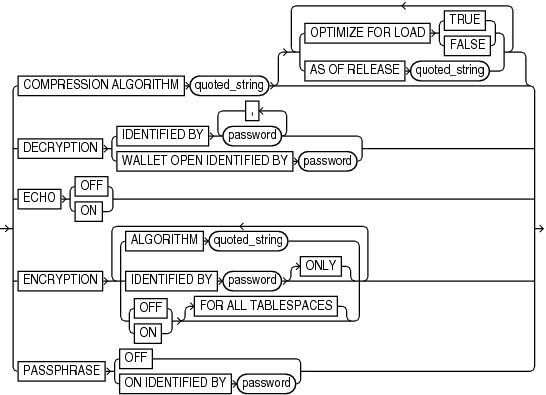 OPTIMIZE FOR LOAD TRUE
FALSE
AS OF RELEASE quoted_string
COMPRESSION ALGORITHM quoted_string
,
DECRYPTION IDENTIFIED BY password
WALLET OPEN IDENTIFIED BY password
ECHO OFF
ON
ALGORITHM quoted_string
ENCRYPTION IDENTIFIED BY password ONLY
OFF FOR ALL TABLESPACES
ON
PASSPHRASE OFF
ON IDENTIFIED BY password